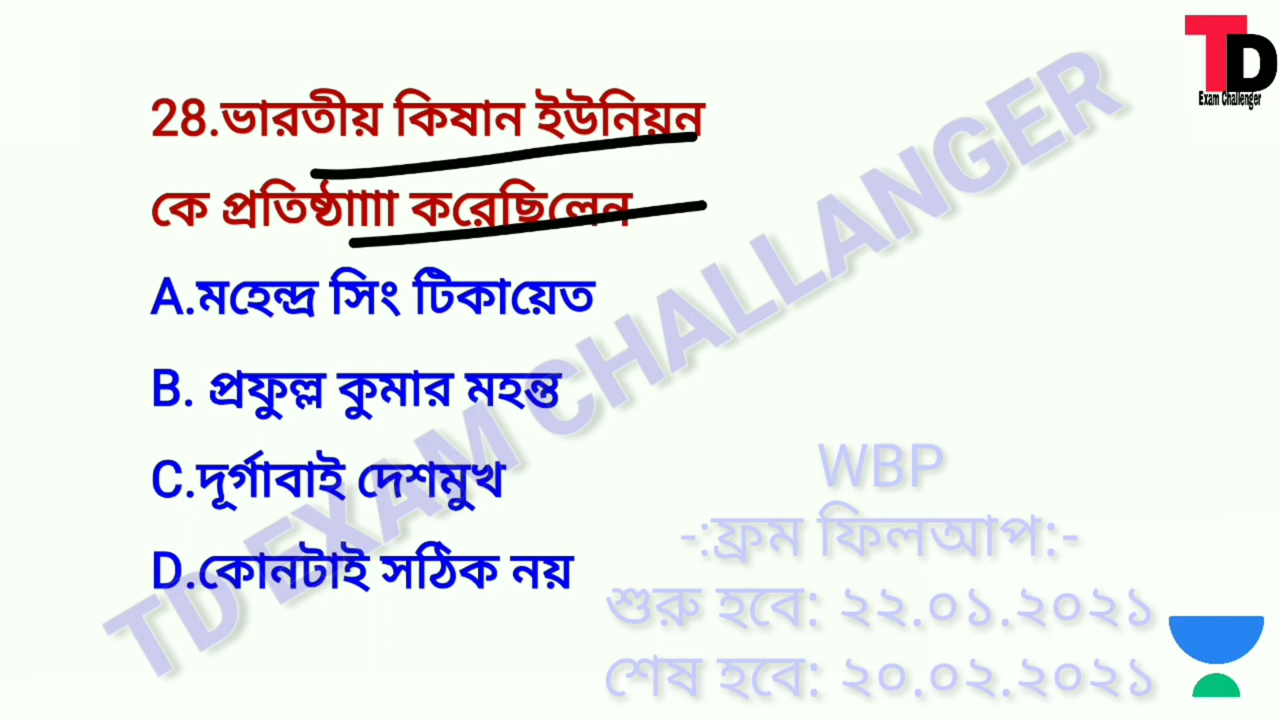 TD
Exam Challenger
28.ভারতীয় কিষান ইউনিয়ন
কে প্রতিষ্ঠাাাা করেছিলেন
A.মহেন্দ্র সিং টিকায়েত
B. প্রফুল্ল কুমার মহন্ত
C.দূর্গাবাই দেশমুখ
D.কোনটাই সঠিক নয়
TD EXAM CHALLANGER
WBP
-:ফ্রম ফিলআপ:-
শুরু হবে: ২২.০১.২০২১
শেষ হবে: ২০.০২.২০২১